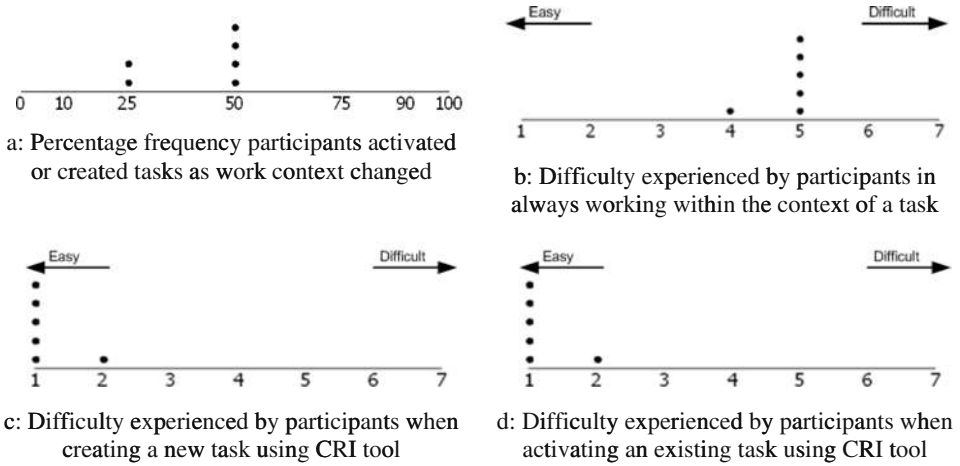 0 10 25 50 75 90 100
a: Percentage frequency participants activated
or created tasks as work context changed
Easy Difficult
1 2 3 4 5 6 7
b: Difficulty experienced by participants in
always working within the context of a task
Easy Difficult
1 2 3 4 5 6 7
c: Difficulty experienced by participants when
creating a new task using CRI tool
Easy Difficult
1 2 3 4 5 6 7
d: Difficulty experienced by participants when
activating an existing task using CRI tool